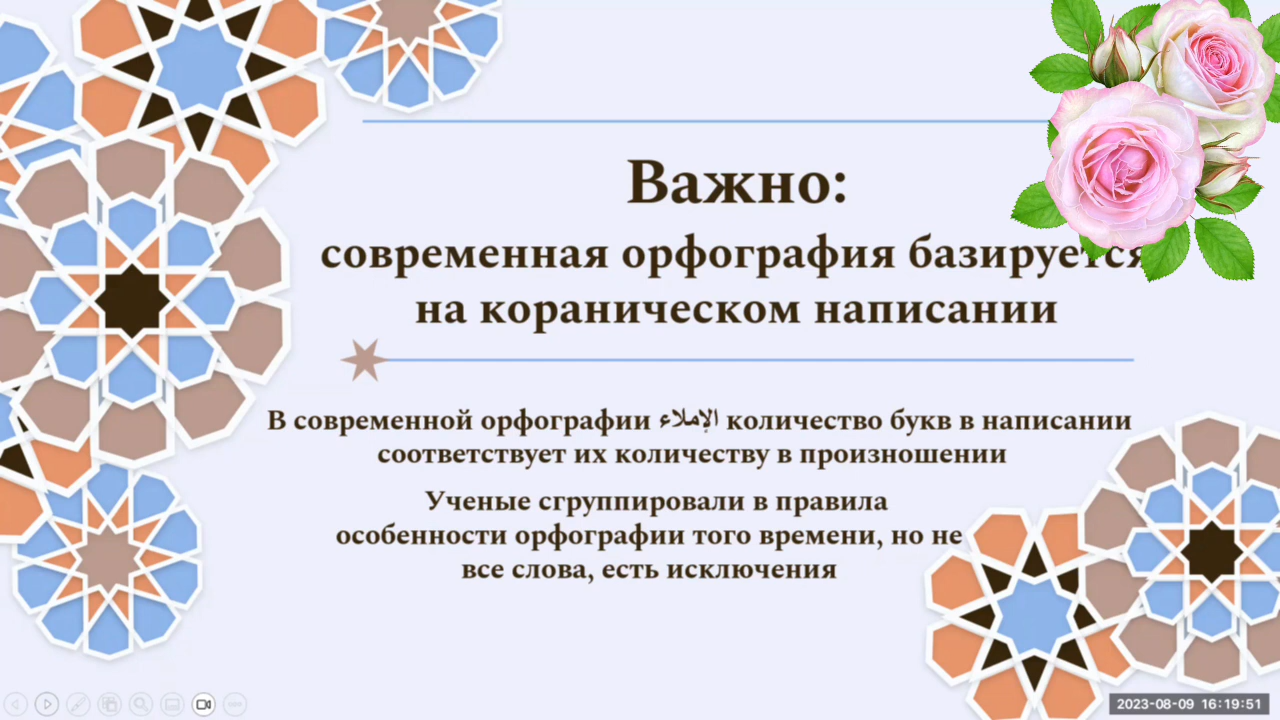 Важно:
современная орфография базируется
на кораническом написании
В современной орфографии الإملاء количество букв в написании
соответствует их количеству в произношении
Ученые сгруппировали в правила
особенности орфографии того времени, но не
все слова, есть исключения
2023-08-09 16:19:51